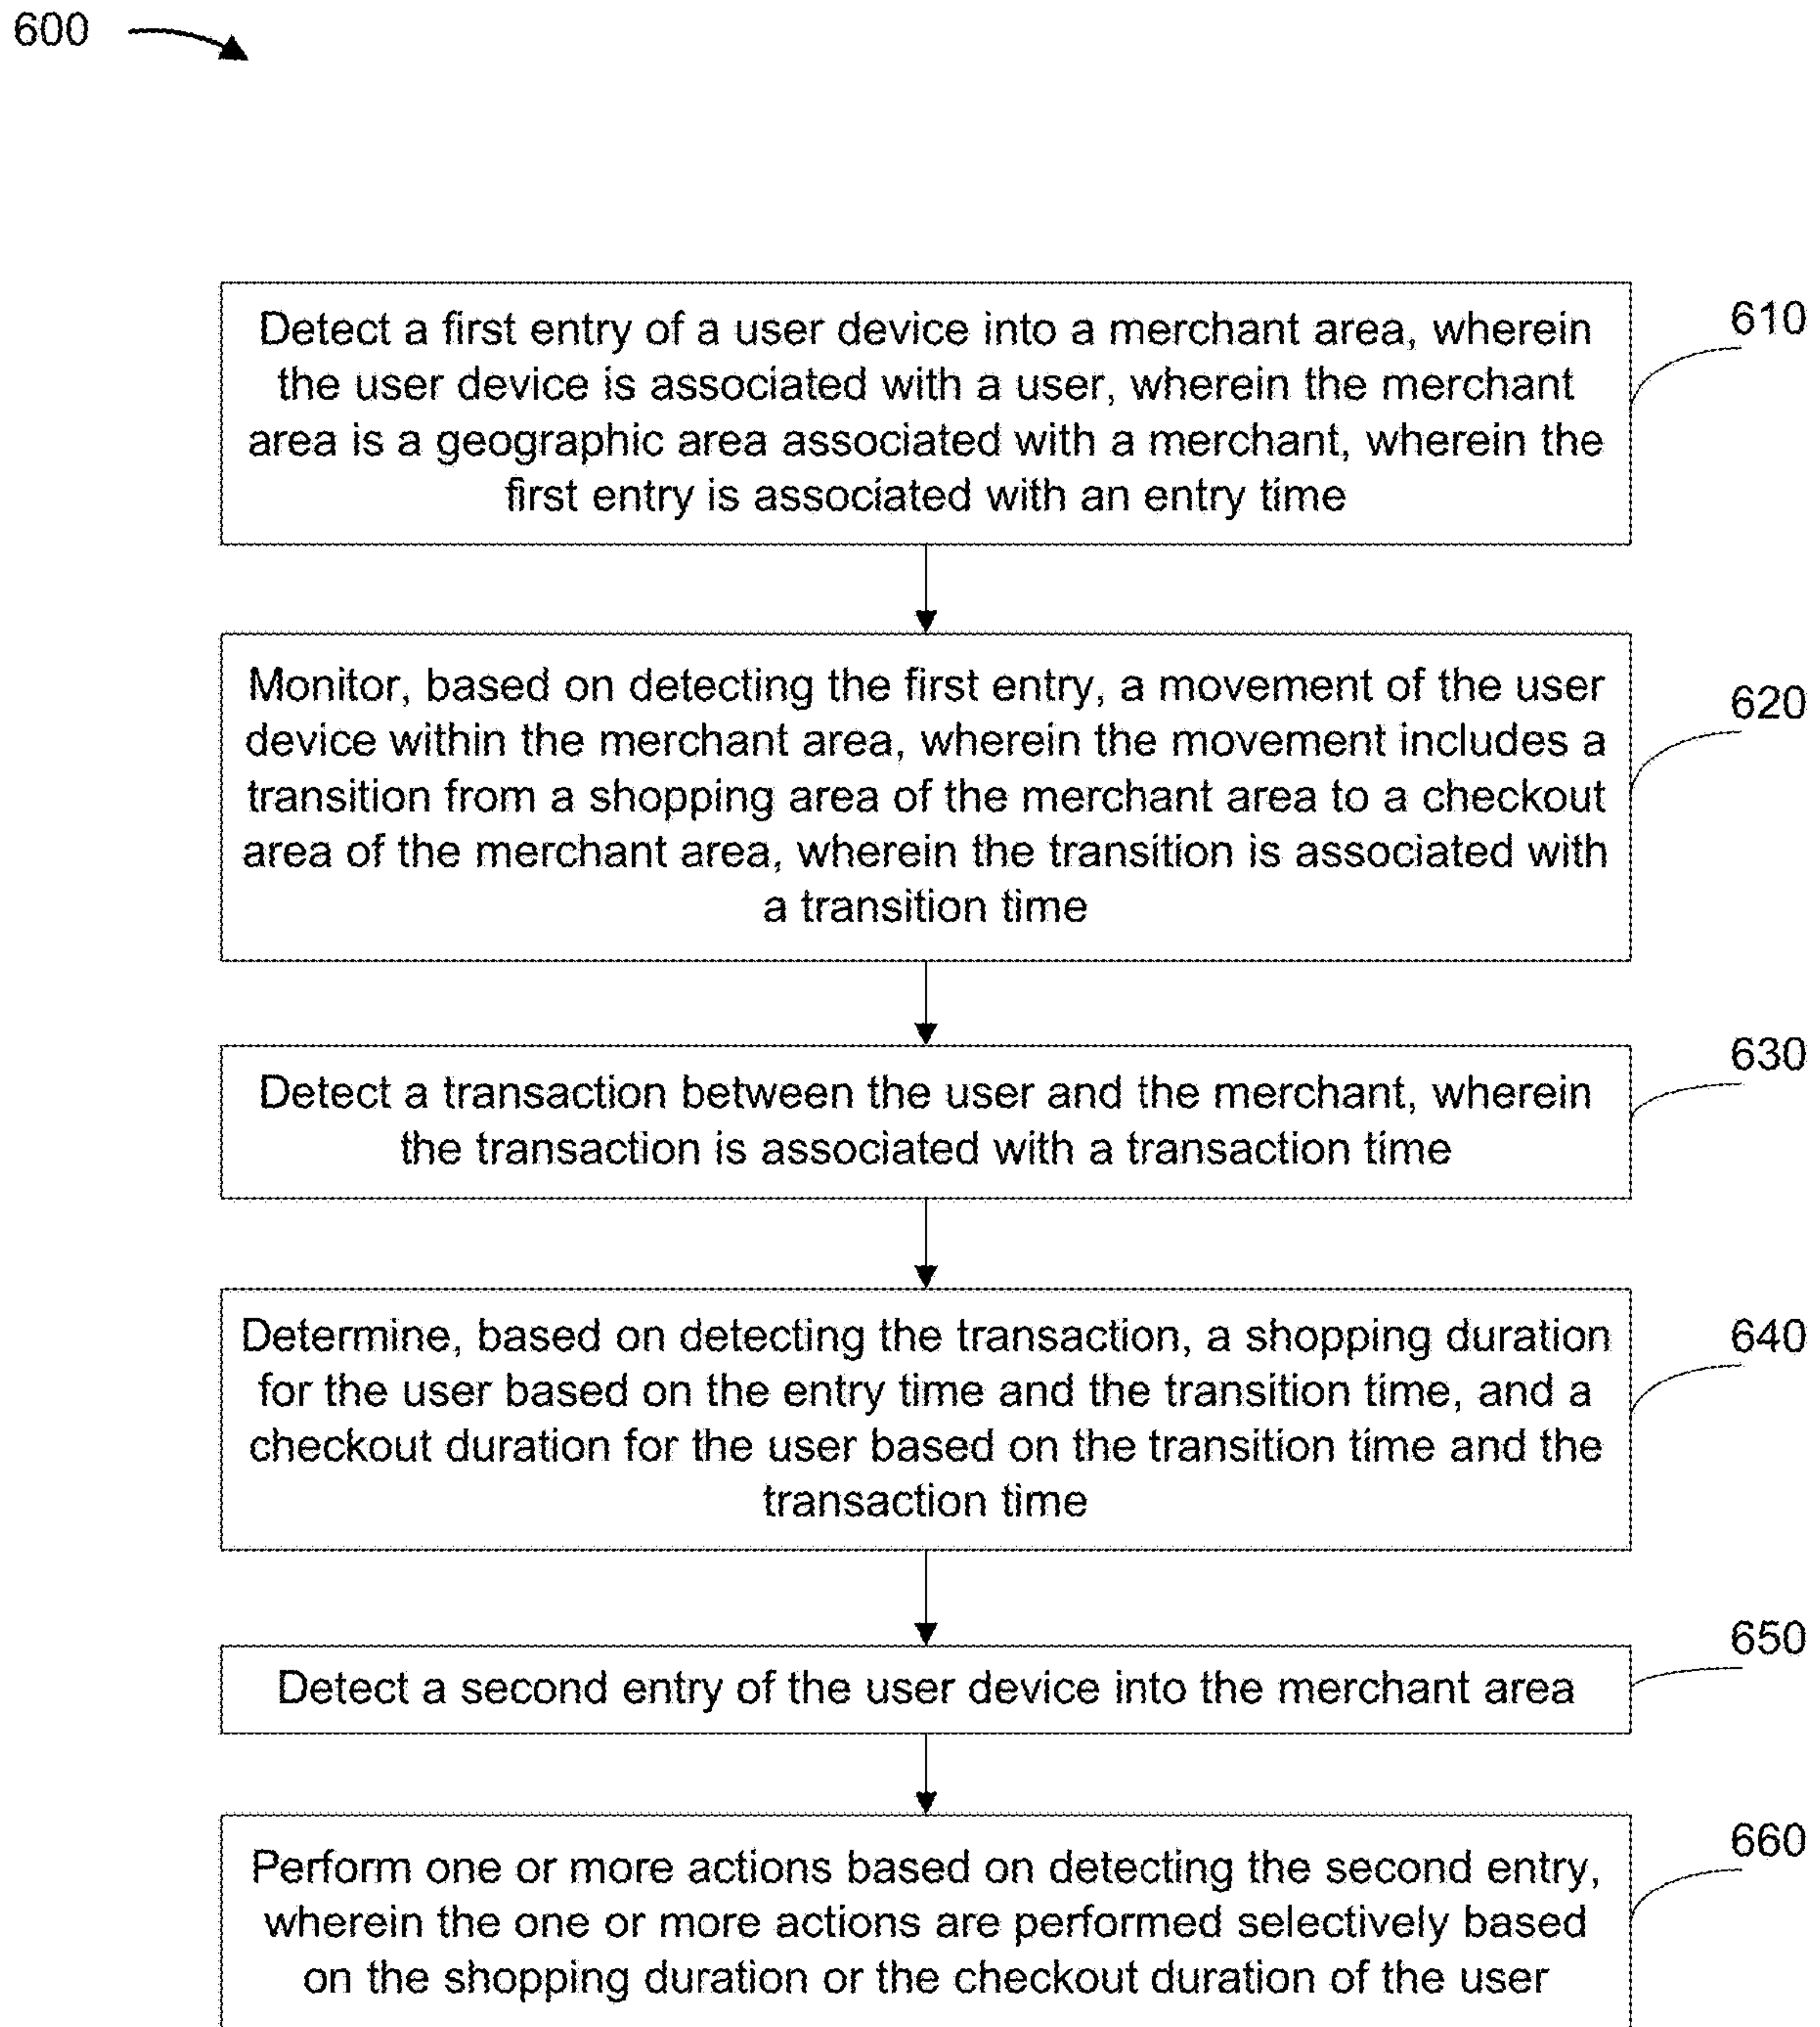 600
Detect a first entry of a user device into a merchant area, wherein
the user device is associated with a user, wherein the merchant
area is a geographic area associated with a merchant, wherein the
first entry is associated with an entry time
610
Monitor, based on detecting the first entry, a movement of the user
device within the merchant area, wherein the movement includes a
transition from a shopping area of the merchant area to a checkout
area of the merchant area, wherein the transition is associated with
a transition time
620
Detect a transaction between the user and the merchant, wherein
the transaction is associated with a transaction time
630
Determine, based on detecting the transaction, a shopping duration
for the user based on the entry time and the transition time, and a
checkout duration for the user based on the transition time and the
transaction time
640
Detect a second entry of the user device into the merchant area
650
Perform one or more actions based on detecting the second entry,
wherein the one or more actions are performed selectively based
on the shopping duration or the checkout duration of the user
660